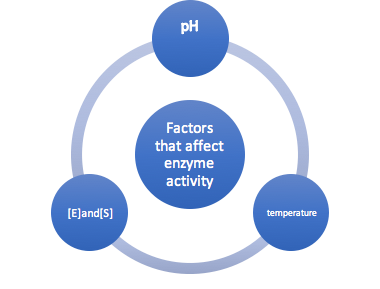 pH
Factors
that affect
enzyme
activity
[E]and[S]
temperature